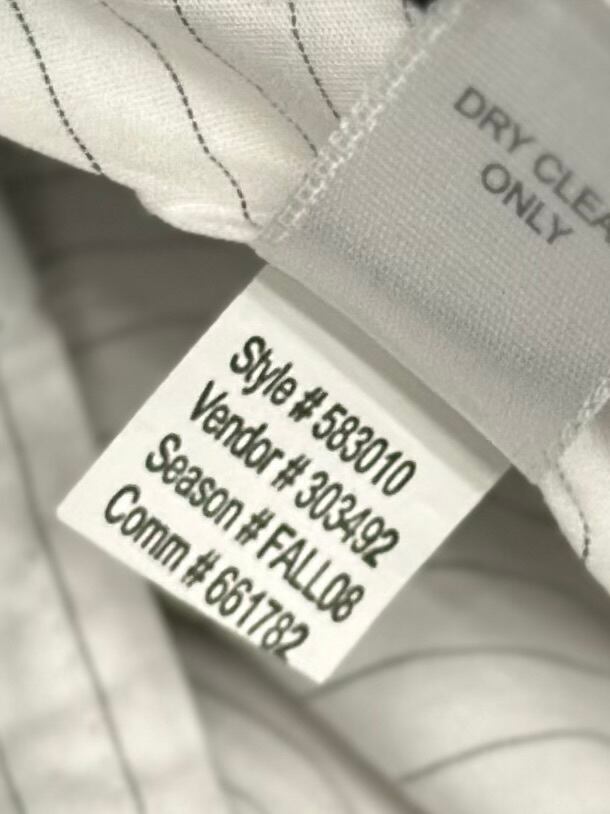 DRY CLEA
ONLY
Style # 583010
Vendor # 303492
Season # FALL08
Comm # 661782